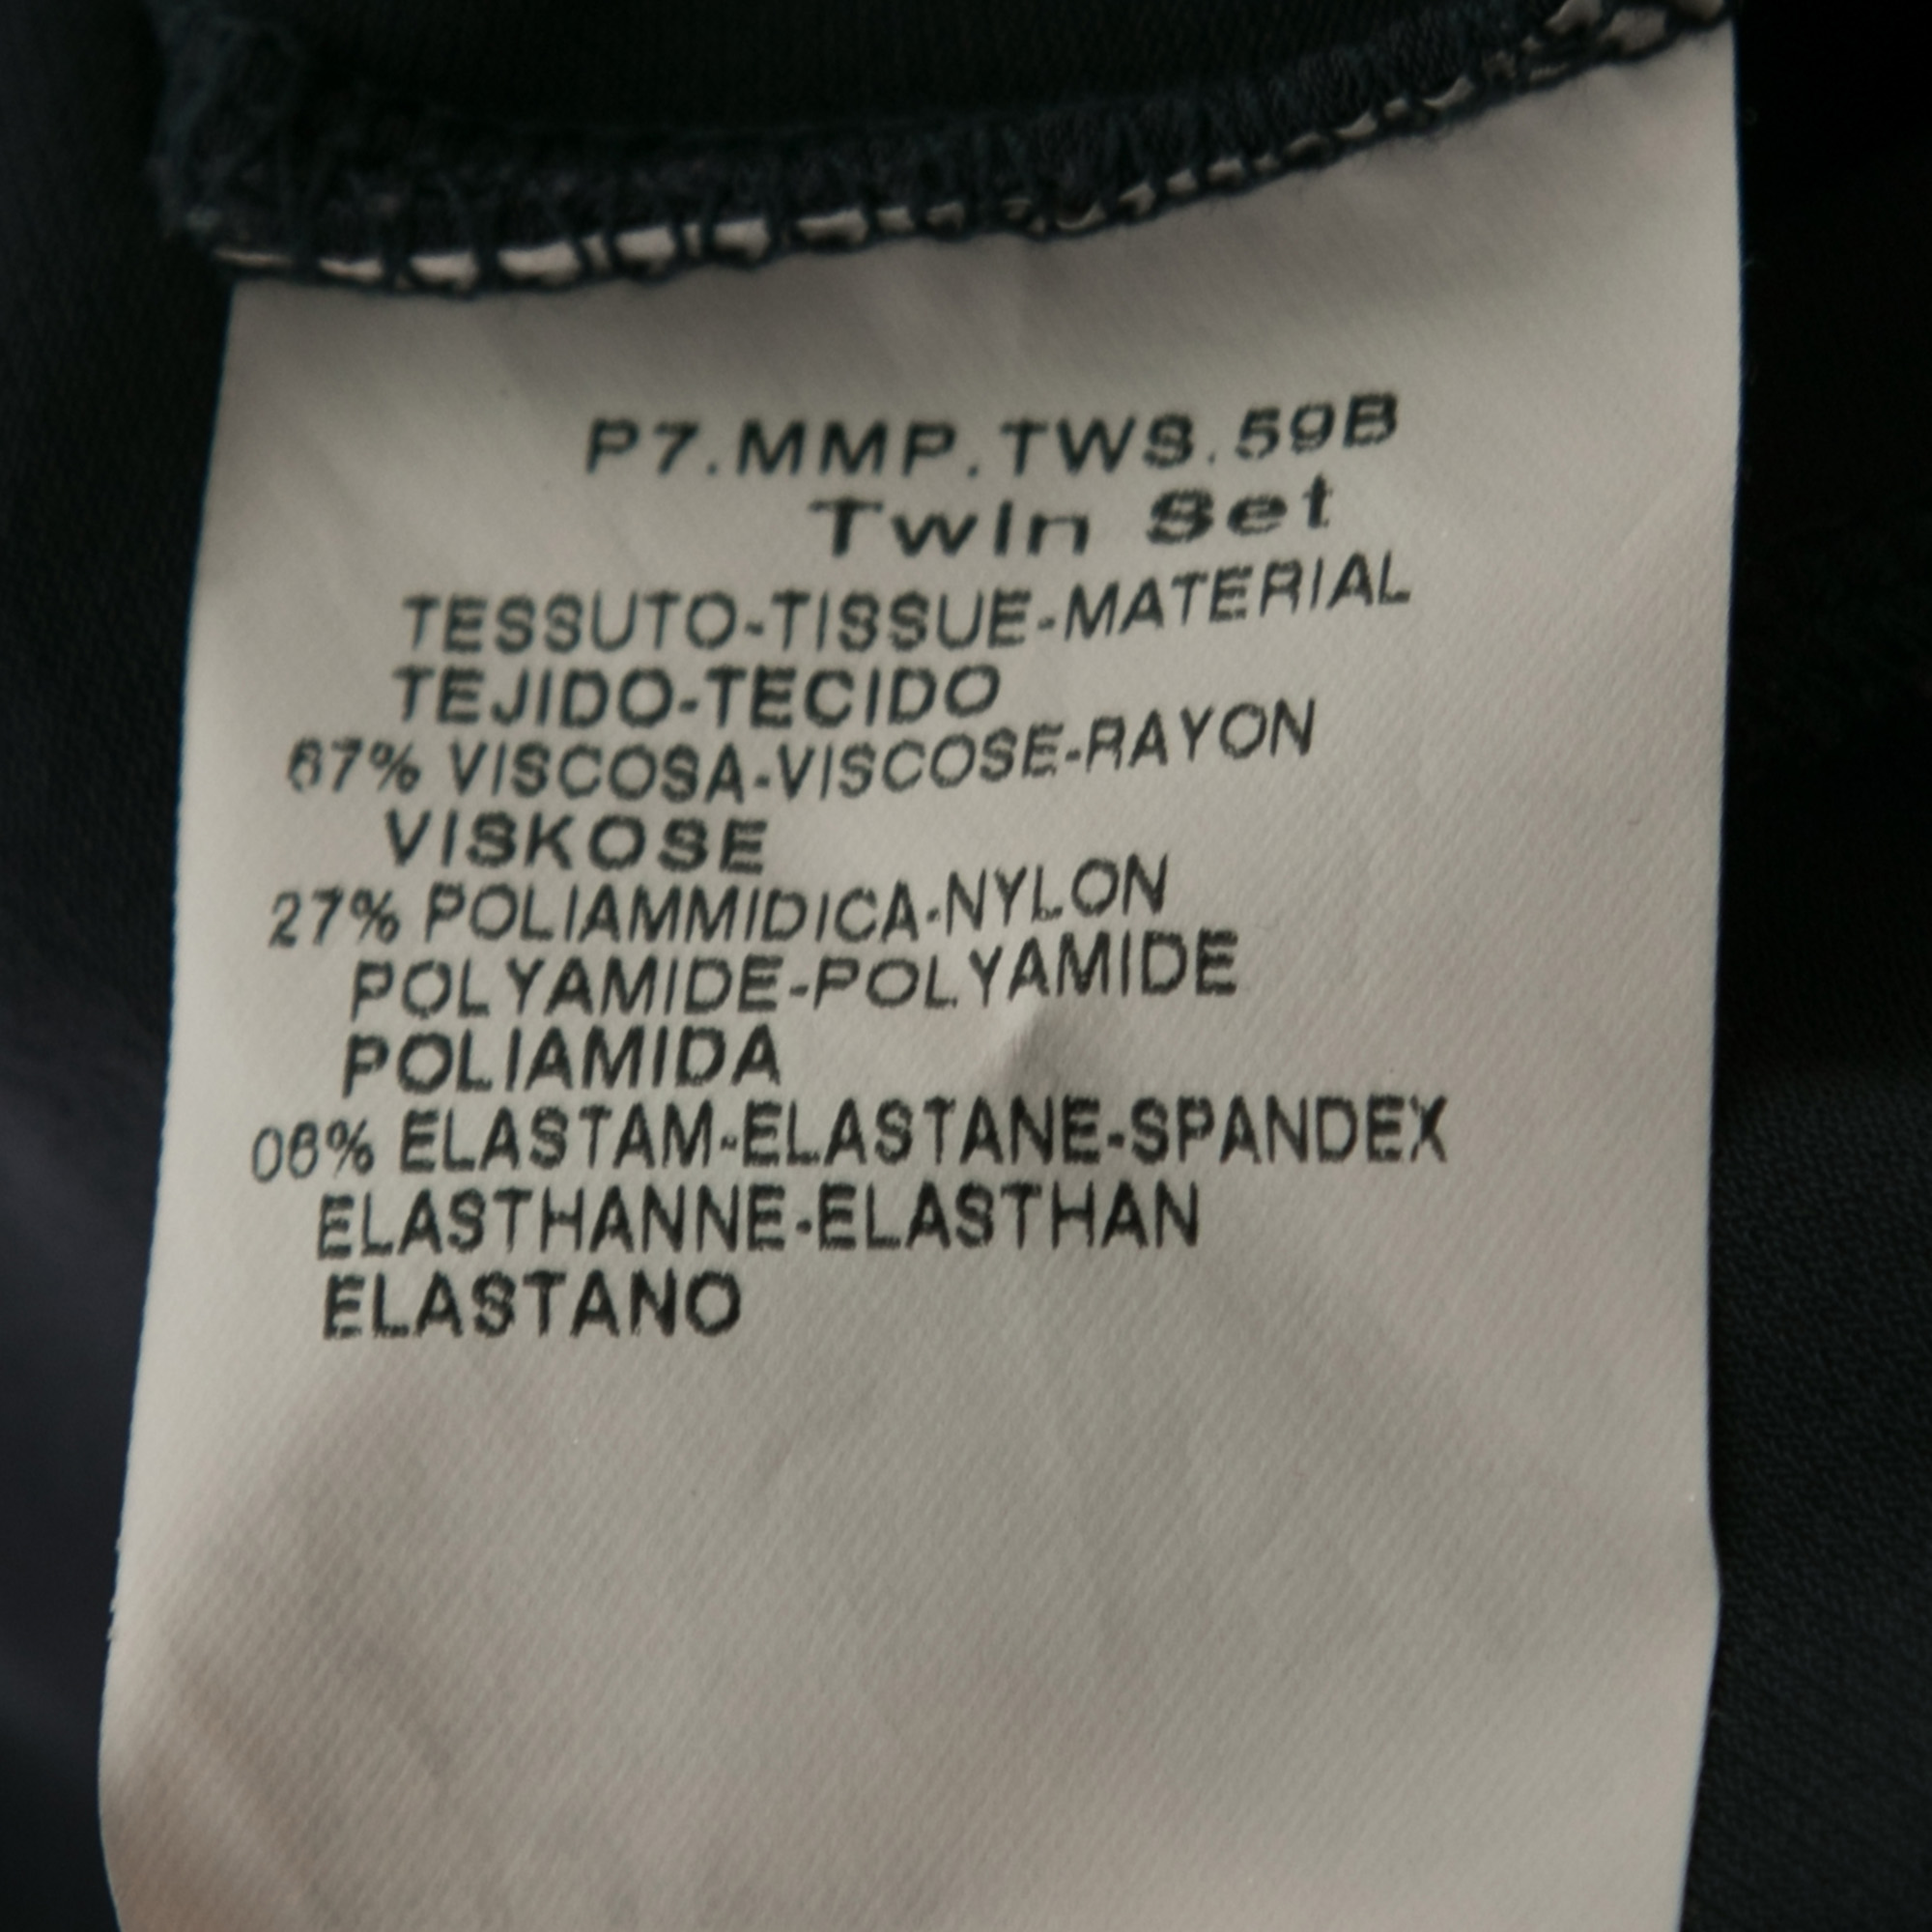 P7.MMP.TWS.59B
Twin Set
TESSUTO-TISSUE-MATERIAL
TEJIDO-TECIDO
67% VISCOSA-VISCOSE-RAYON
VISKOSE
27% POLIAMMIDICA-NYLON
POLYAMIDE-POLYAMIDE
POLIAMIDA
06% ELASTAM-ELASTANE-SPANDEX
ELASTHANNE-ELASTHAN
ELASTANO